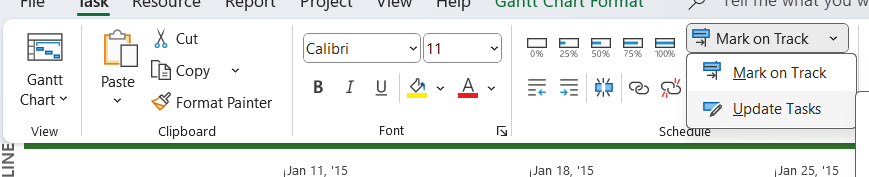 File Task Resource Report Project View Help Gantt Chart Format Tell me what you w
Cut
Calibri 11
0% 25% 50% 75% 100%
Mark on Track
Gantt Chart
Paste
Copy
B I U A
Mark on Track
Format Painter
Update Tasks
View Clipboard Font Schedule
LINE
Jan 11, '15 Jan 18, '15 Jan 25, '15